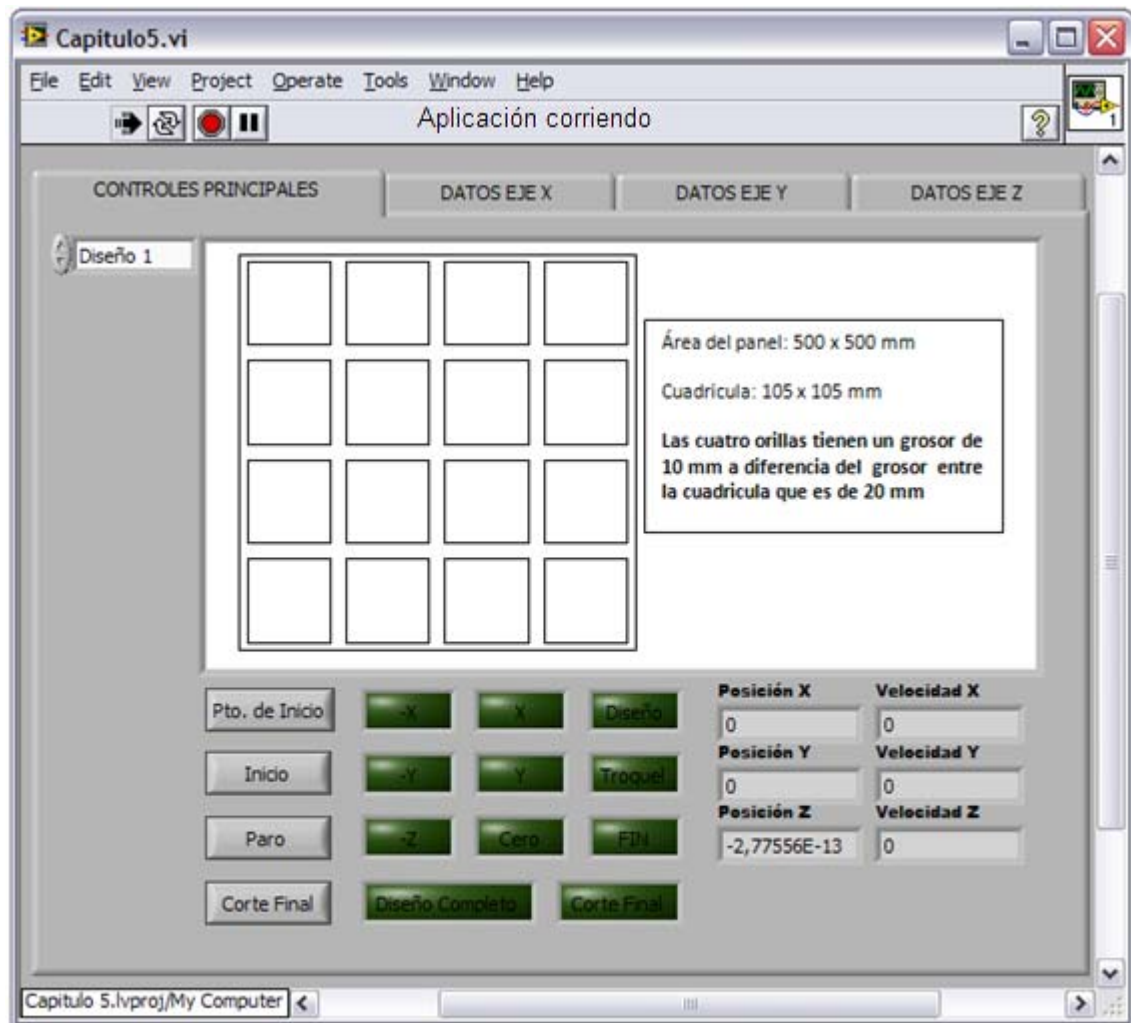 Capitulo5.vi
File Edit View Project Operate Tools Window Help
Aplicación corriendo
1
CONTROLES PRINCIPALES DATOS EJE X DATOS EJE Y DATOS EJE Z
Diseño 1
Área del panel: 500 x 500 mm
Cuadricula: 105 x 105 mm
Las cuatro orillas tienen un grosor de
10 mm a diferencia del grosor entre
la cuadricula que es de 20 mm
Posición X Velocidad X
Pto. de Inicio -X X Diseño 0 0
Posición Y Velocidad Y
Inicio -Y Y Troquel 0 0
Posición Z Velocidad Z
Paro -Z Cero FIN -2,77556E-13 0
Corte Final Diseño Completo Corte Final
Capitulo 5.lvproj/My Computer